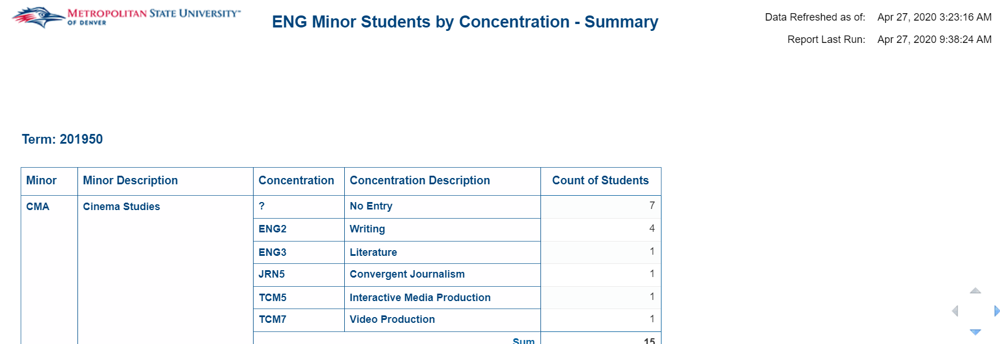 METROPOLITAN STATE UNIVERSITY™
OF DENVER
ENG Minor Students by Concentration - Summary
Data Refreshed as of: Apr 27, 2020 3:23:16 AM
Report Last Run: Apr 27, 2020 9:38:24 AM
Term: 201950
Minor Minor Description Concentration Concentration Description Count of Students
CMA Cinema Studies ? No Entry 7
ENG2 Writing 4
ENG3 Literature 1
JRN5 Convergent Journalism 1
TCM5 Interactive Media Production 1
TCM7 Video Production 1
Sum 15